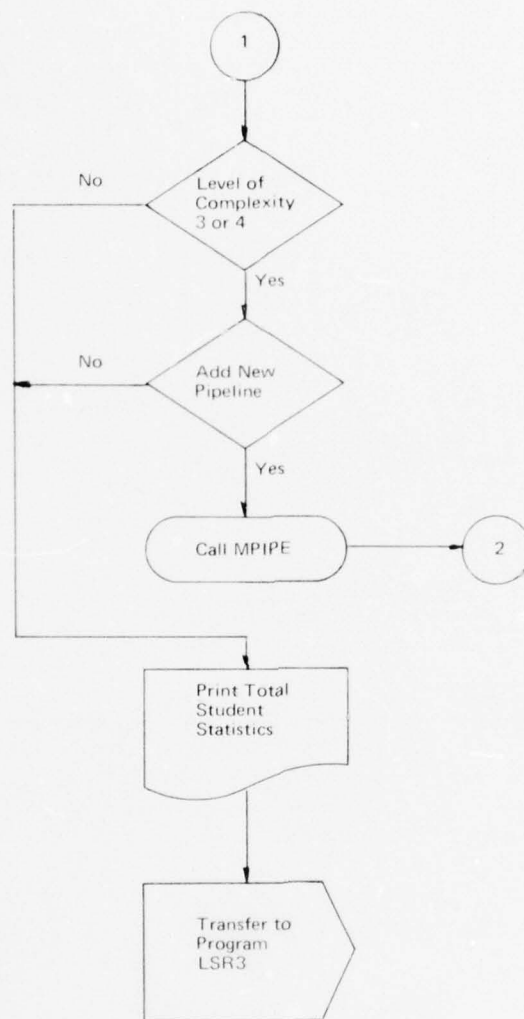 1
No
Level of
Complexity
3 or 4
Yes
No
Add New
Pipeline
Yes
Call MPIPE
2
Print Total
Student
Statistics
Transfer to
Program
LSR3